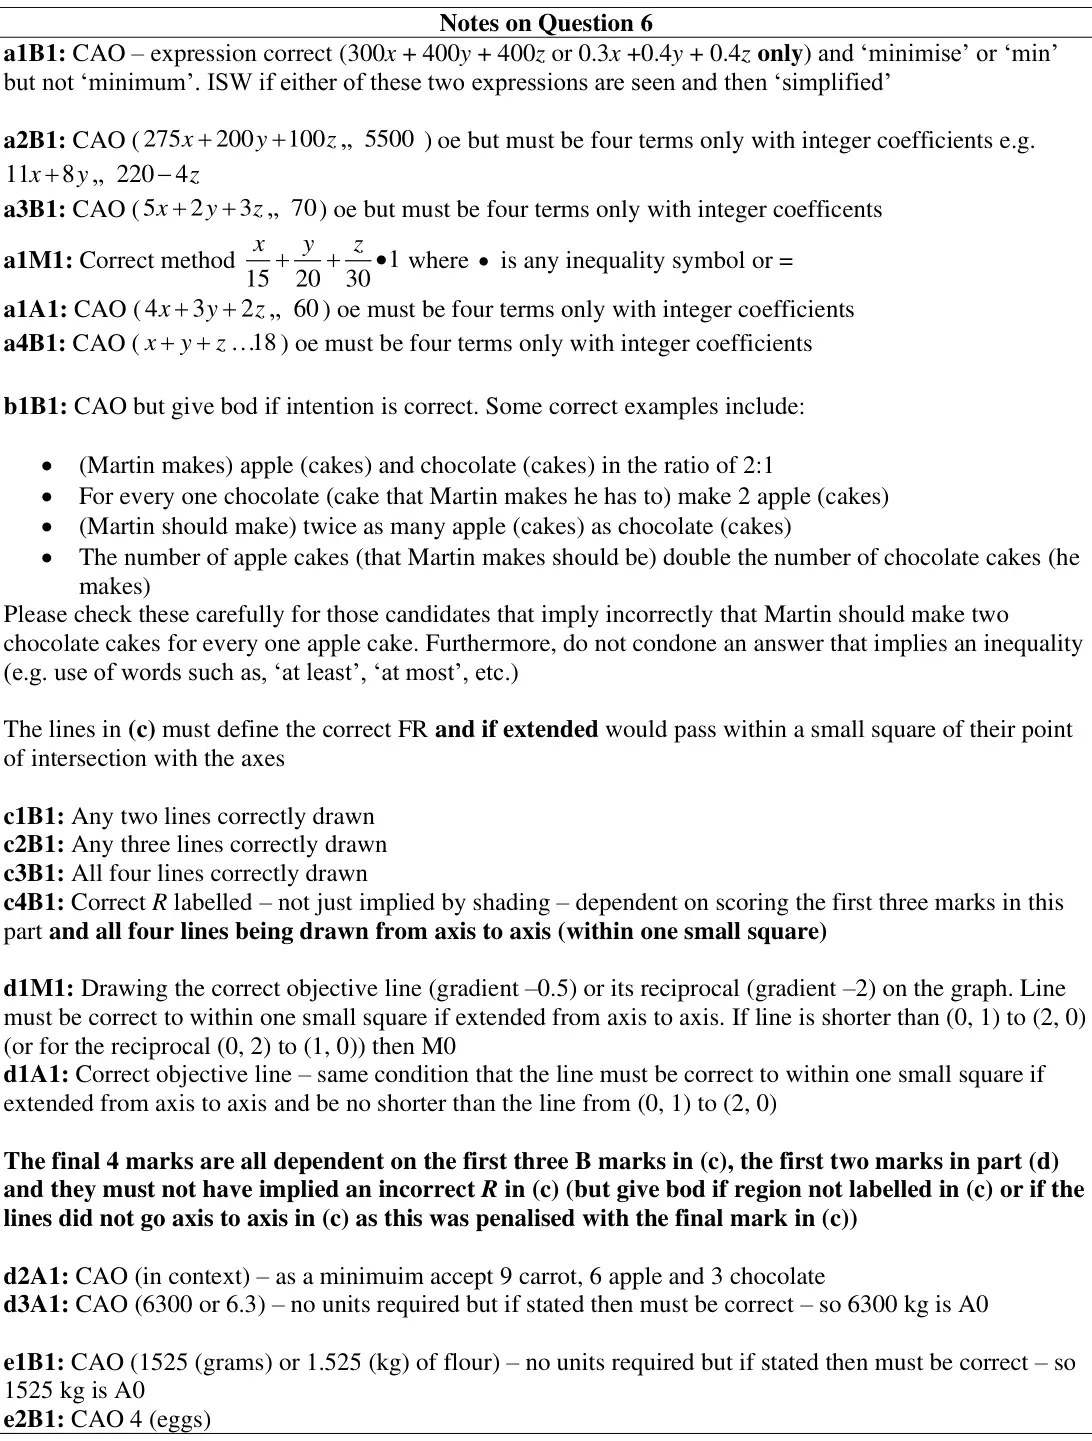 Notes on Question 6
a1B1: CAO – expression correct (300x + 400y + 400z or 0.3x +0.4y + 0.4z only) and ‘minimise’ or ‘min’
but not ‘minimum’. ISW if either of these two expressions are seen and then ‘simplified’
a2B1: CAO ( 275x + 200y + 100z ,, 5500 ) oe but must be four terms only with integer coefficients e.g.
11x + 8y ,, 220 − 4z
a3B1: CAO ( 5x + 2y + 3z ,, 70 ) oe but must be four terms only with integer coefficents
a1M1: Correct method x/15 + y/20 + z/30 • 1 where • is any inequality symbol or =
a1A1: CAO ( 4x + 3y + 2z ,, 60 ) oe must be four terms only with integer coefficients
a4B1: CAO ( x + y + z …18 ) oe must be four terms only with integer coefficients
b1B1: CAO but give bod if intention is correct. Some correct examples include:
• (Martin makes) apple (cakes) and chocolate (cakes) in the ratio of 2:1
• For every one chocolate (cake that Martin makes he has to) make 2 apple (cakes)
• (Martin should make) twice as many apple (cakes) as chocolate (cakes)
• The number of apple cakes (that Martin makes should be) double the number of chocolate cakes (he
makes)
Please check these carefully for those candidates that imply incorrectly that Martin should make two
chocolate cakes for every one apple cake. Furthermore, do not condone an answer that implies an inequality
(e.g. use of words such as, ‘at least’, ‘at most’, etc.)
The lines in (c) must define the correct FR and if extended would pass within a small square of their point
of intersection with the axes
c1B1: Any two lines correctly drawn
c2B1: Any three lines correctly drawn
c3B1: All four lines correctly drawn
c4B1: Correct R labelled – not just implied by shading – dependent on scoring the first three marks in this
part and all four lines being drawn from axis to axis (within one small square)
d1M1: Drawing the correct objective line (gradient –0.5) or its reciprocal (gradient –2) on the graph. Line
must be correct to within one small square if extended from axis to axis. If line is shorter than (0, 1) to (2, 0)
(or for the reciprocal (0, 2) to (1, 0)) then M0
d1A1: Correct objective line – same condition that the line must be correct to within one small square if
extended from axis to axis and be no shorter than the line from (0, 1) to (2, 0)
The final 4 marks are all dependent on the first three B marks in (c), the first two marks in part (d)
and they must not have implied an incorrect R in (c) (but give bod if region not labelled in (c) or if the
lines did not go axis to axis in (c) as this was penalised with the final mark in (c))
d2A1: CAO (in context) – as a minimuim accept 9 carrot, 6 apple and 3 chocolate
d3A1: CAO (6300 or 6.3) – no units required but if stated then must be correct – so 6300 kg is A0
e1B1: CAO (1525 (grams) or 1.525 (kg) of flour) – no units required but if stated then must be correct – so
1525 kg is A0
e2B1: CAO 4 (eggs)